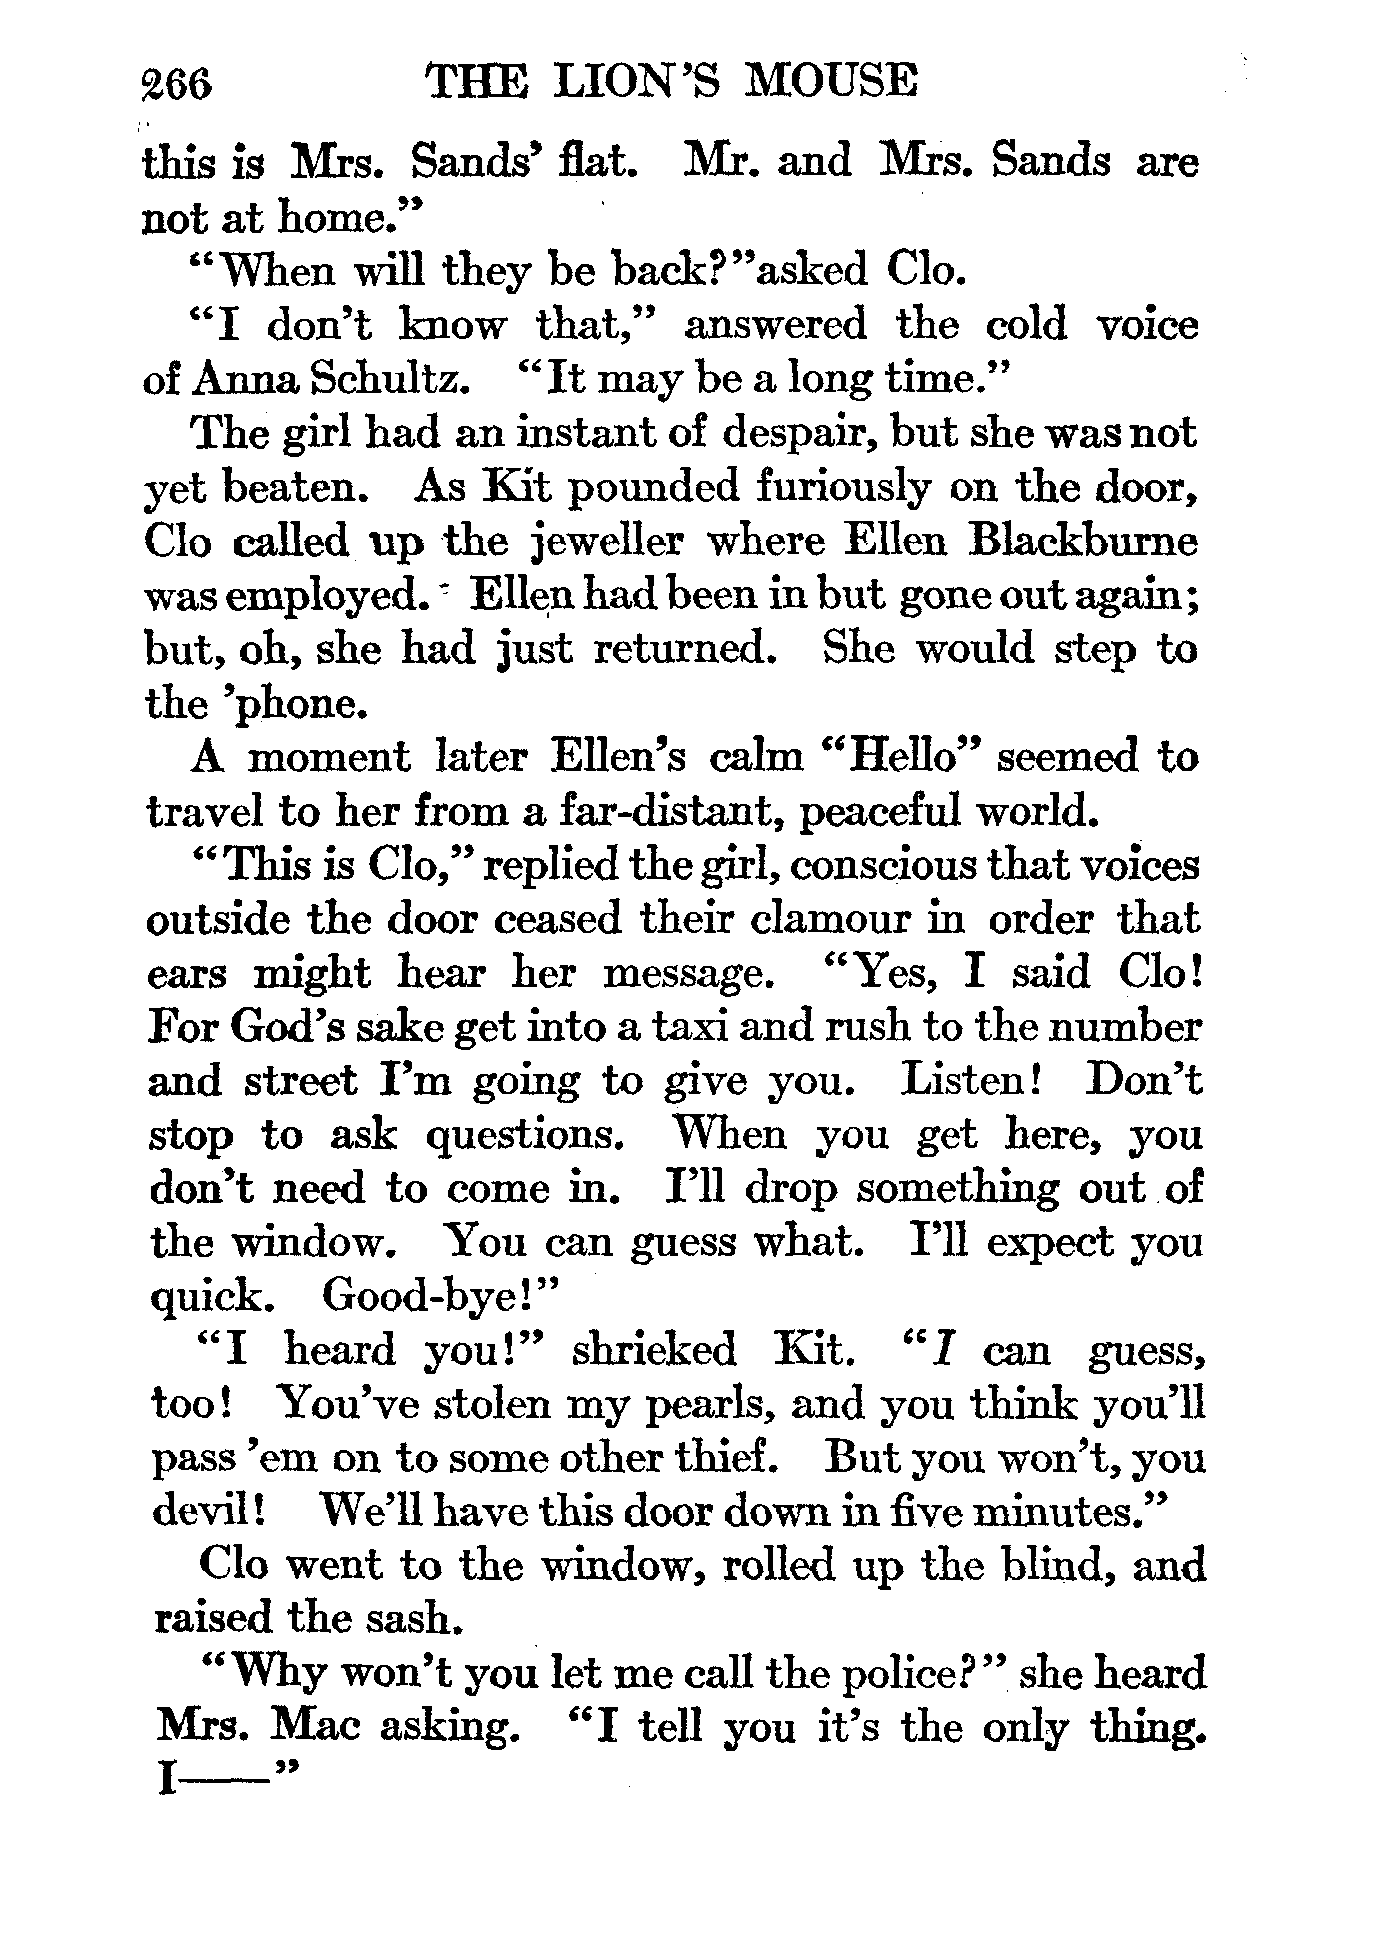 266 THE LION'S MOUSE
this is Mrs. Sands' flat. Mr. and Mrs. Sands are
not at home."
"When will they be back?"asked Clo.
"I don't know that," answered the cold voice
of Anna Schultz. "It may be a long time."
The girl had an instant of despair, but she was not
yet beaten. As Kit pounded furiously on the door,
Clo called up the jeweller where Ellen Blackburne
was employed. Ellen had been in but gone out again;
but, oh, she had just returned. She would step to
the 'phone.
A moment later Ellen's calm "Hello" seemed to
travel to her from a far-distant, peaceful world.
"This is Clo," replied the girl, conscious that voices
outside the door ceased their clamour in order that
ears might hear her message. "Yes, I said Clo!
For God's sake get into a taxi and rush to the number
and street I'm going to give you. Listen! Don't
stop to ask questions. When you get here, you
don't need to come in. I'll drop something out of
the window. You can guess what. I'll expect you
quick. Good-bye!"
"I heard you!" shrieked Kit. "I can guess,
too! You've stolen my pearls, and you think you'll
pass 'em on to some other thief. But you won't, you
devil! We'll have this door down in five minutes."
Clo went to the window, rolled up the blind, and
raised the sash.
"Why won't you let me call the police?" she heard
Mrs. Mac asking. "I tell you it's the only thing.
I——"